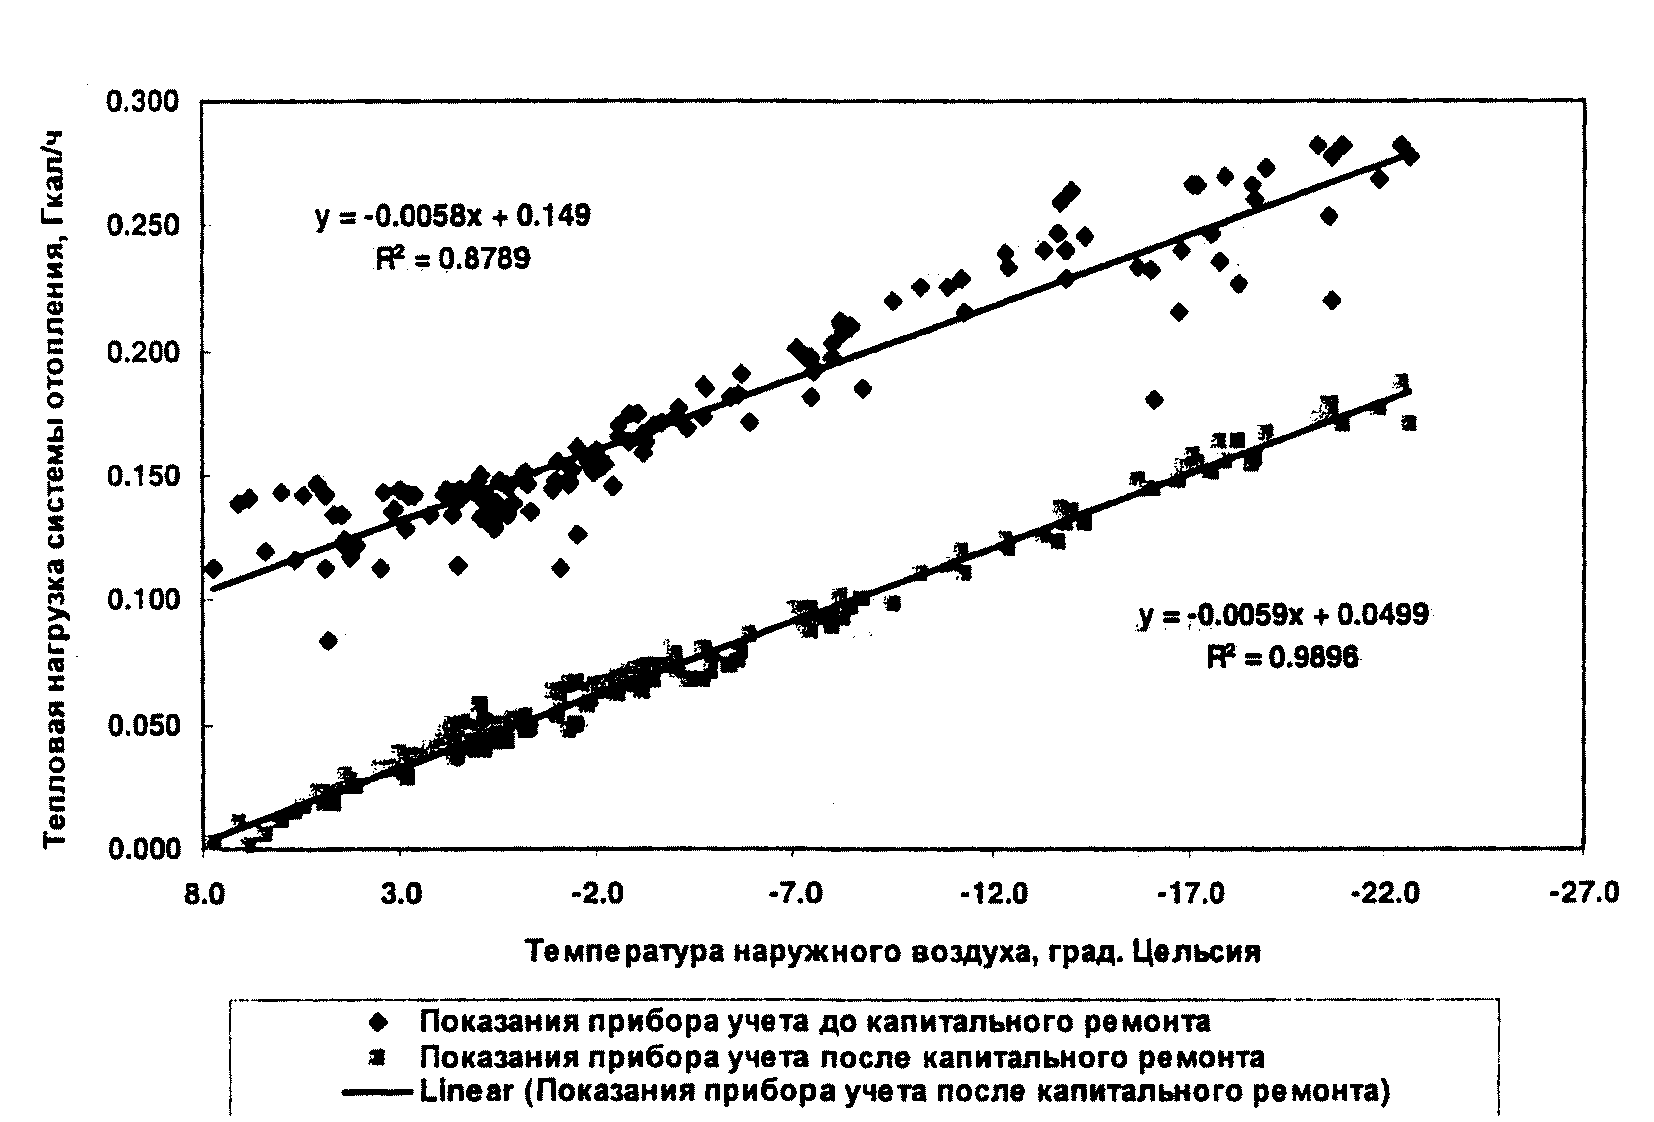 Тепловая нагрузка системы отопления, Гкал/ч
0.300
0.250
0.200
0.150
0.100
0.050
0.000
y = -0.0058x + 0.149
R² = 0.8789
y = -0.0059x + 0.0499
R² = 0.9896
8.0 3.0 -2.0 -7.0 -12.0 -17.0 -22.0 -27.0
Температура наружного воздуха, град. Цельсия
Показания прибора учета до капитального ремонта
Показания прибора учета после капитального ремонта
Linear (Показания прибора учета после капитального ремонта)